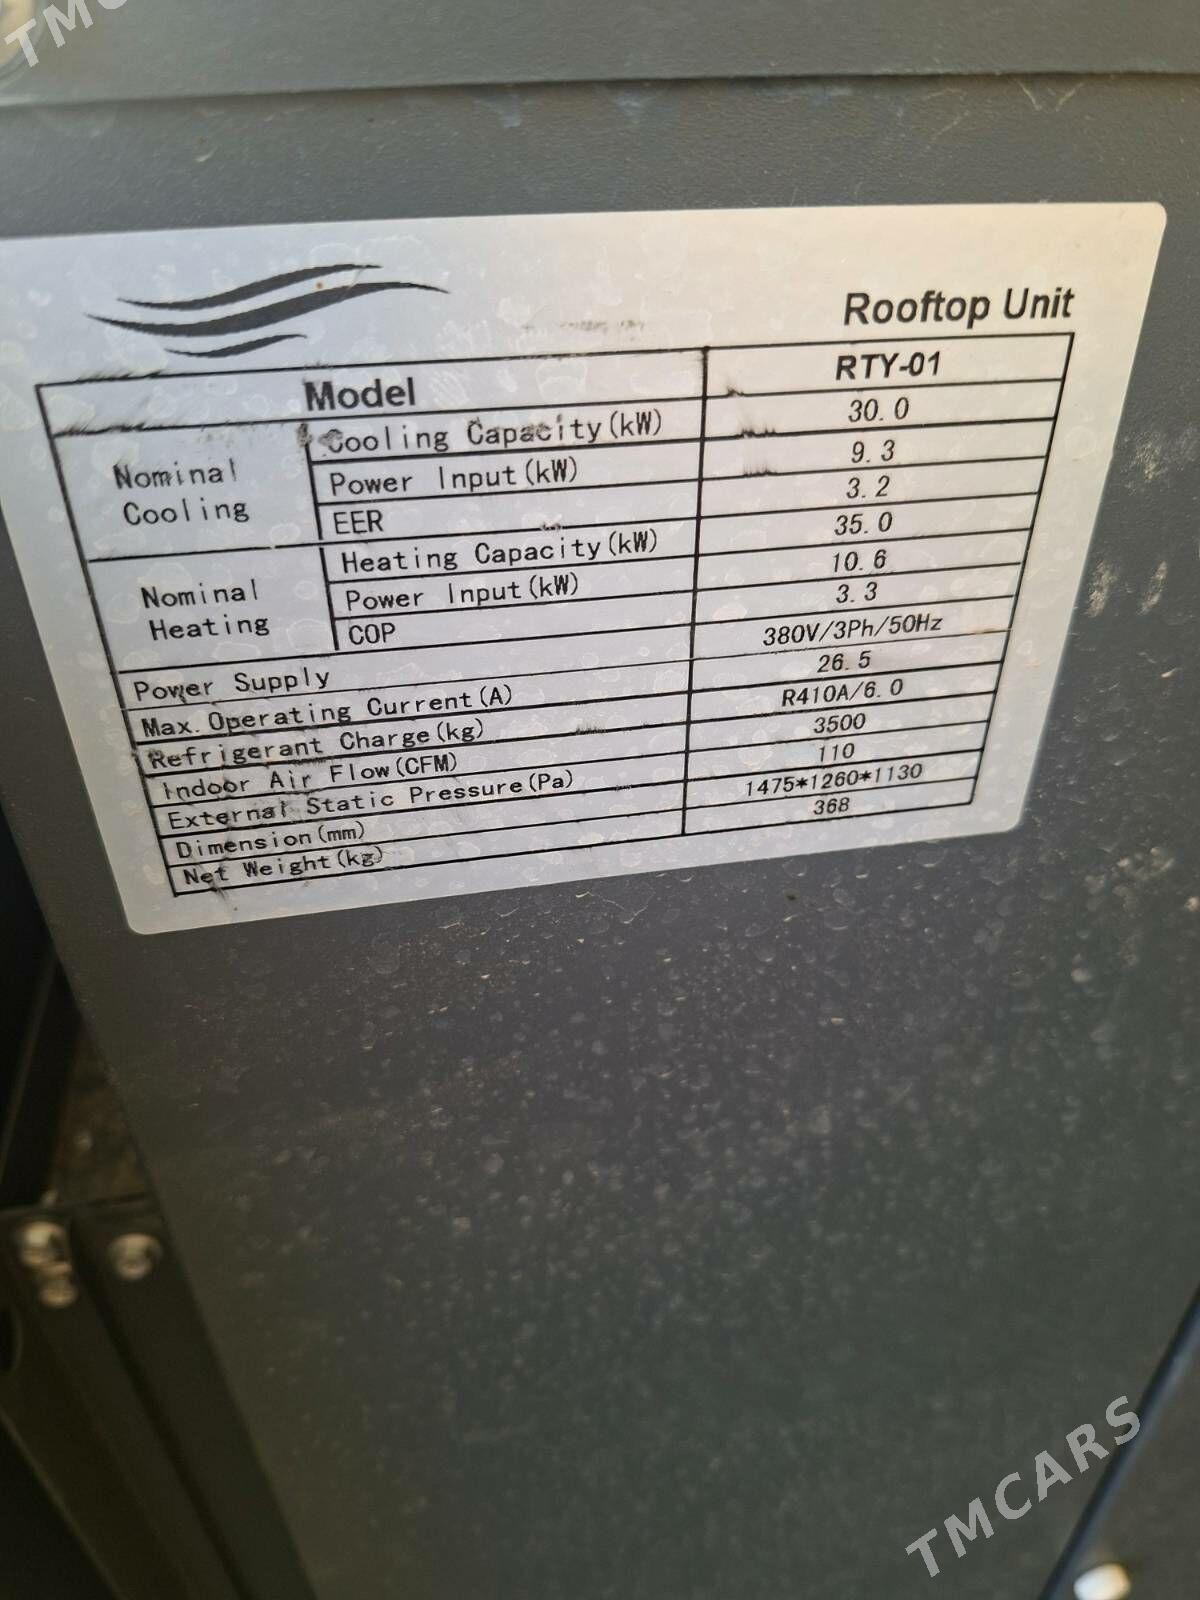 TMC
Rooftop Unit
Model RTY-01
Nominal Cooling Cooling Capacity(kW) 30.0
Power Input(kW) 9.3
EER 3.2
Nominal Heating Heating Capacity(kW) 35.0
Power Input(kW) 10.6
COP 3.3
Power Supply 380V/3Ph/50Hz
Max. Operating Current(A) 26.5
Refrigerant Charge(kg) R410A/6.0
Indoor Air Flow(CFM) 3500
External Static Pressure(Pa) 110
Dimension(mm) 1475*1260*1130
Net Weight(kg) 368
TMCARS